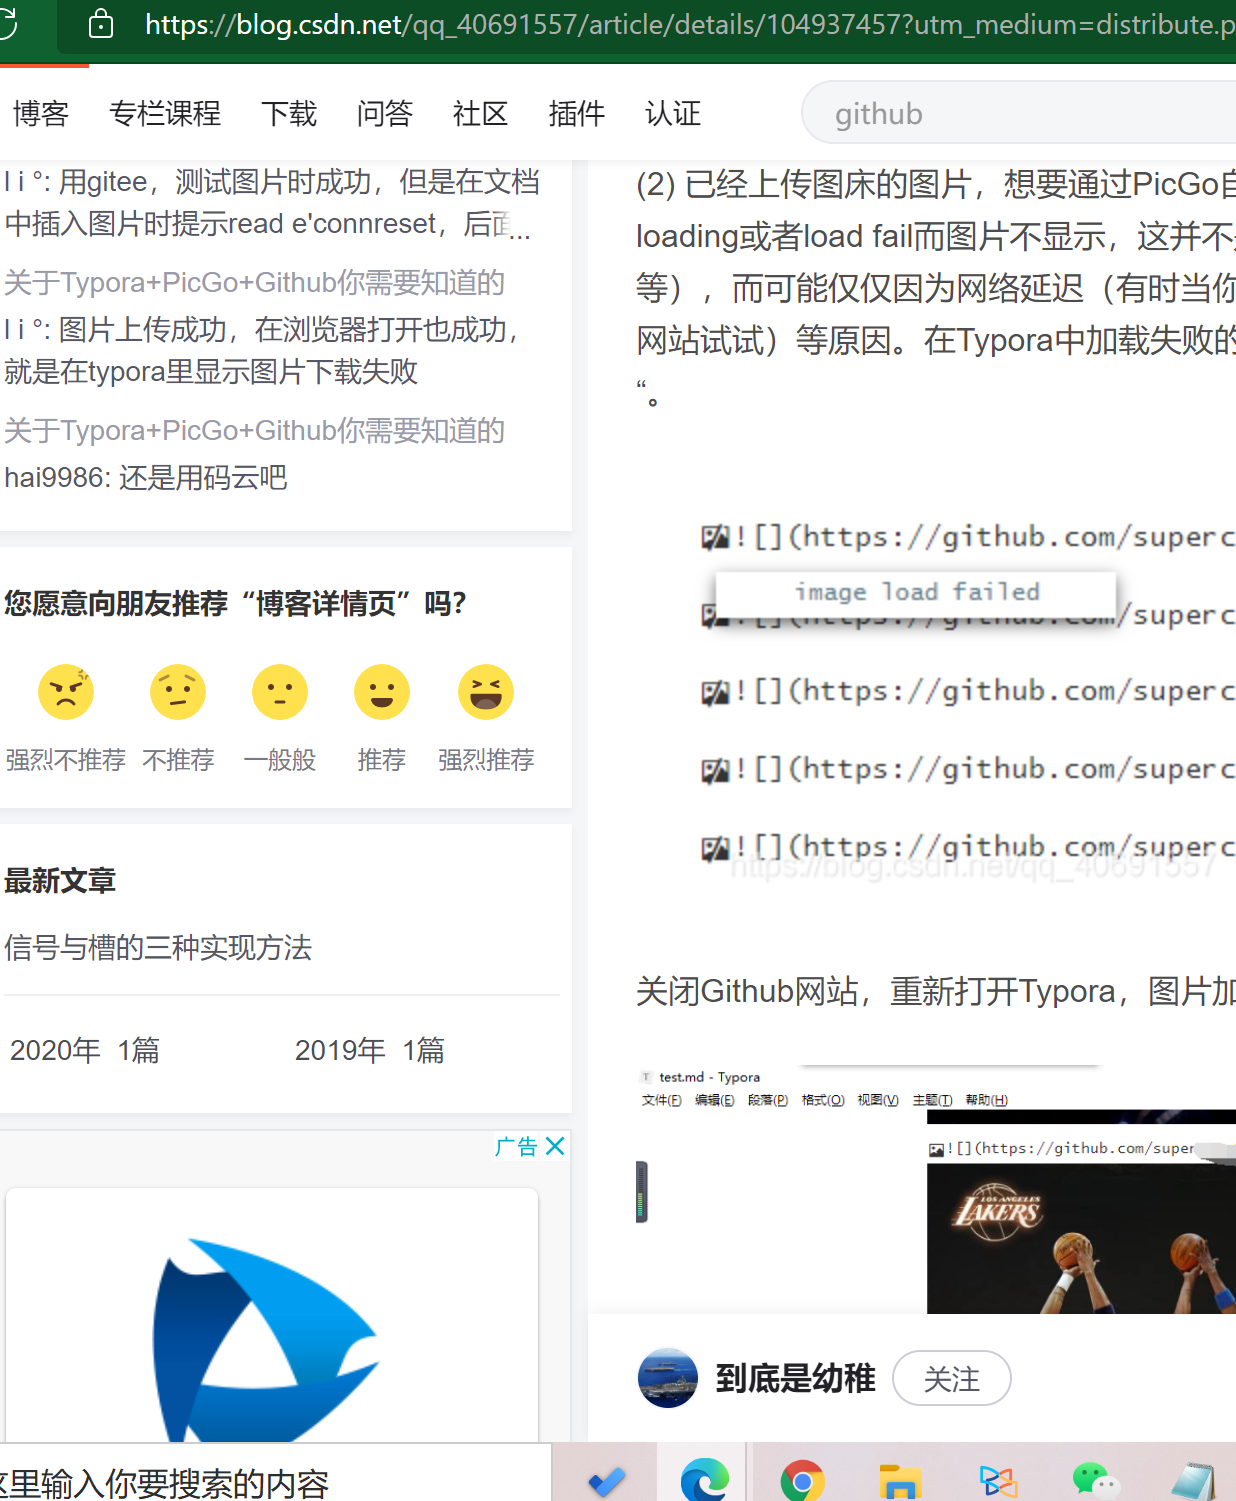 https://blog.csdn.net/qq_40691557/article/details/104937457?utm_medium=distribute.p
博客 专栏课程 下载 问答 社区 插件 认证 github
l i °: 用gitee，测试图片时成功，但是在文档
中插入图片时提示read e'connreset，后面...
关于Typora+PicGo+Github你需要知道的
l i °: 图片上传成功，在浏览器打开也成功，
就是在typora里显示图片下载失败
关于Typora+PicGo+Github你需要知道的
hai9986: 还是用码云吧
您愿意向朋友推荐“博客详情页”吗？
强烈不推荐 不推荐 一般般 推荐 强烈推荐
最新文章
信号与槽的三种实现方法
2020年 1篇 2019年 1篇
广告
(2) 已经上传图床的图片，想要通过PicGo自
loading或者load fail而图片不显示，这并不
等），而可能仅仅因为网络延迟（有时当你
网站试试）等原因。在Typora中加载失败的
“。
![](https://github.com/superc
image load failed
![](https://github.com/superc
![](https://github.com/superc
![](https://github.com/superc
![](https://github.com/superc
https://blog.csdn.net/qq_40691557
关闭Github网站，重新打开Typora，图片加
test.md - Typora
文件(F) 编辑(E) 段落(P) 格式(O) 视图(V) 主题(T) 帮助(H)
![](https://github.com/super
LOS ANGELES
LAKERS
到底是幼稚 关注
这里输入你要搜索的内容